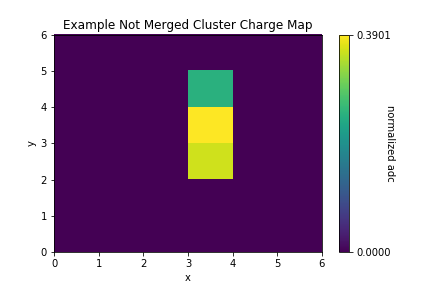 Example Not Merged Cluster Charge Map
6
5
4
3
2
1
0
y
0 1 2 3 4 5 6
x
0.3901
normalized adc
0.0000